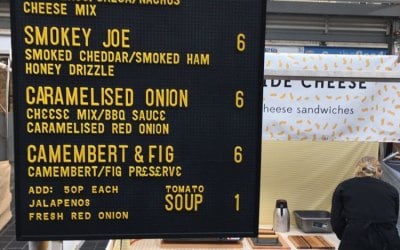 CHEESE MIX
SMOKEY JOE 6
SMOKED CHEDDAR/SMOKED HAM
HONEY DRIZZLE
CARAMELISED ONION 6
CHEESE MIX/BBQ SAUCE
CARAMELISED RED ONION
CAMEMBERT & FIG 6
CAMEMBERT/FIG PRESERVE
ADD: 50P EACH
JALAPENOS
FRESH RED ONION
TOMATO
SOUP 1
DE CHEESE
cheese sandwiches